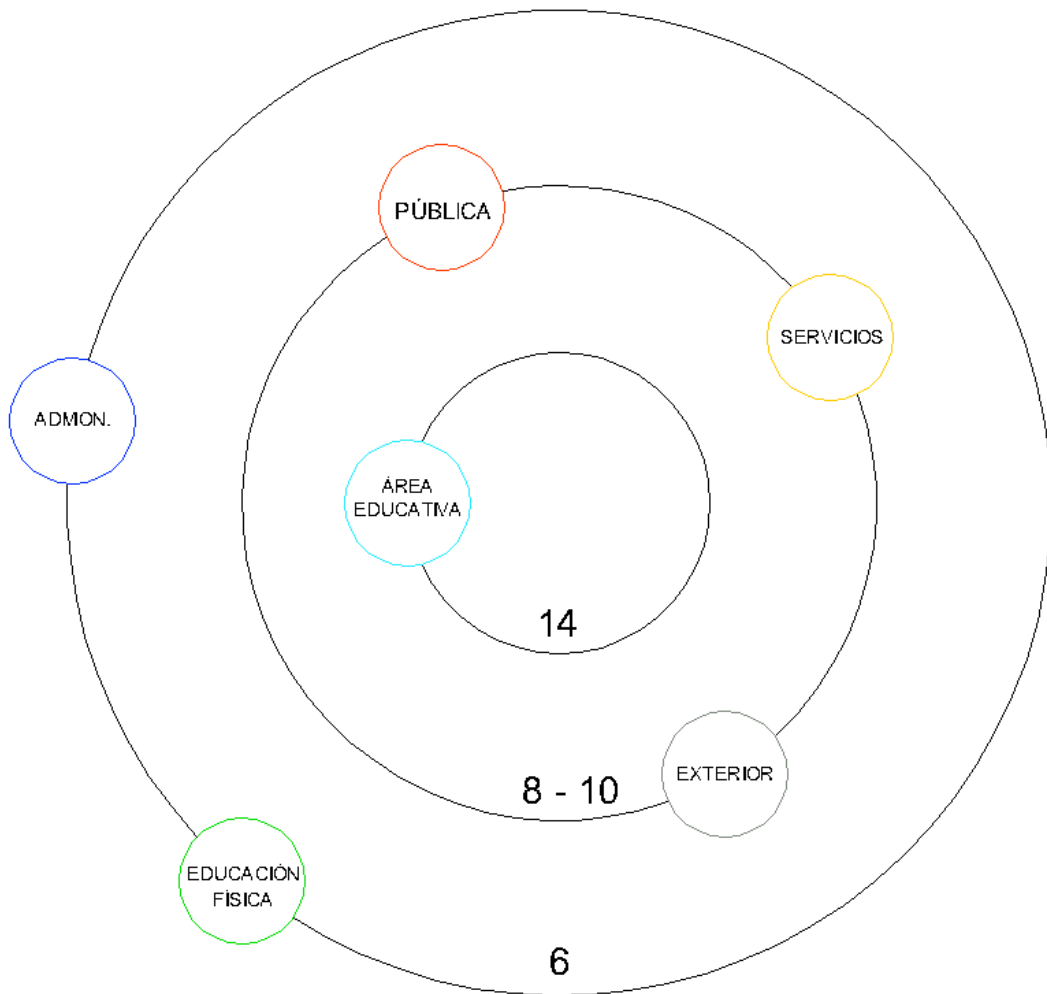 PÚBLICA
SERVICIOS
ADMON.
ÁREA
EDUCATIVA
14
EXTERIOR
8 - 10
EDUCACIÓN
FÍSICA
6